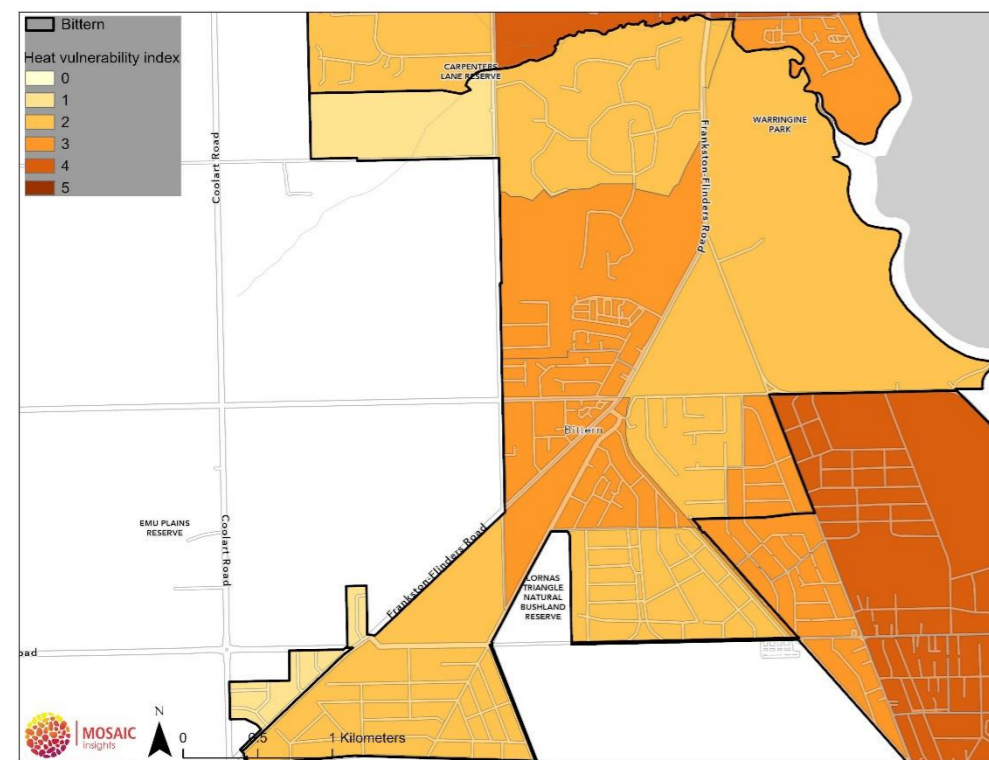 Bittern
Heat vulnerability index
0
1
2
3
4
5
CARPENTERS
LANE RESERVE
WARRINGINE
PARK
Coolart Road
Frankston-Flinders Road
Bittern
EMU PLAINS
RESERVE
Coolart Road
Frankston-Flinders Road
LORNAS
TRIANGLE
NATURAL
BUSHLAND
RESERVE
oad
MOSAIC
insights
N
0
0.5
1 Kilometers